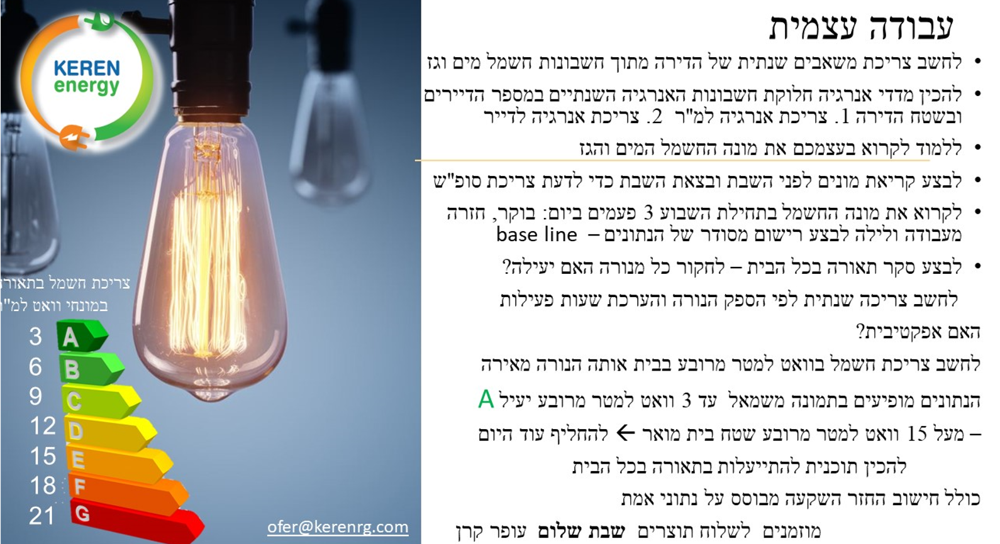 עבודה עצמית
• לחשב צריכת משאבים שנתית של הדירה מתוך חשבונות חשמל מים וגז
• להכין מדדי אנרגיה חלוקת חשבונות האנרגיה השנתיים במספר הדיירים
ובשטח הדירה 1. צריכת אנרגיה למ"ר 2. צריכת אנרגיה לדייר
• ללמוד לקרוא בעצמכם את מונה החשמל המים והגז
• לבצע קריאת מונים לפני השבת ובצאת השבת כדי לדעת צריכת סופ"ש
• לקרוא את מונה החשמל בתחילת השבוע 3 פעמים ביום: בוקר, חזרה
מעבודה ולילה לבצע רישום מסודר של הנתונים – base line
• לבצע סקר תאורה בכל הבית – לחקור כל מנורה האם יעילה?
לחשב צריכה שנתית לפי הספק הנורה והערכת שעות פעילות
האם אפקטיבית?
לחשב צריכת חשמל בוואט למטר מרובע בבית אותה הנורה מאירה
הנתונים מופיעים בתמונה משמאל עד 3 וואט למטר מרובע יעיל A
– מעל 15 וואט למטר מרובע שטח בית מואר ← להחליף עוד היום
להכין תוכנית להתייעלות בתאורה בכל הבית
כולל חישוב החזר השקעה מבוסס על נתוני אמת
מוזמנים לשלוח תוצרים שבת שלום עופר קרן
KEREN
energy
צריכת חשמל בתאורה
במונחי וואט למ"ר
3 A
6 B
9 C
12 D
15 E
18 F
21 G
ofer@kerenrg.com